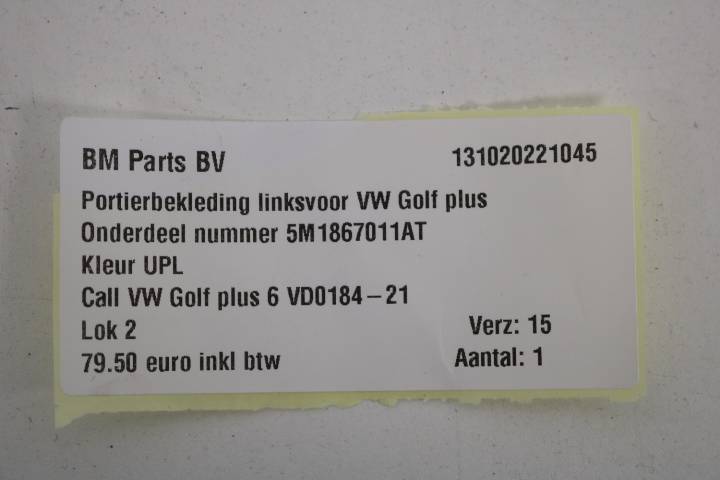 BM Parts BV 131020221045
Portierbekleding linksvoor VW Golf plus
Onderdeel nummer 5M1867011AT
Kleur UPL
Call VW Golf plus 6 VD0184-21
Lok 2 Verz: 15
79.50 euro inkl btw Aantal: 1